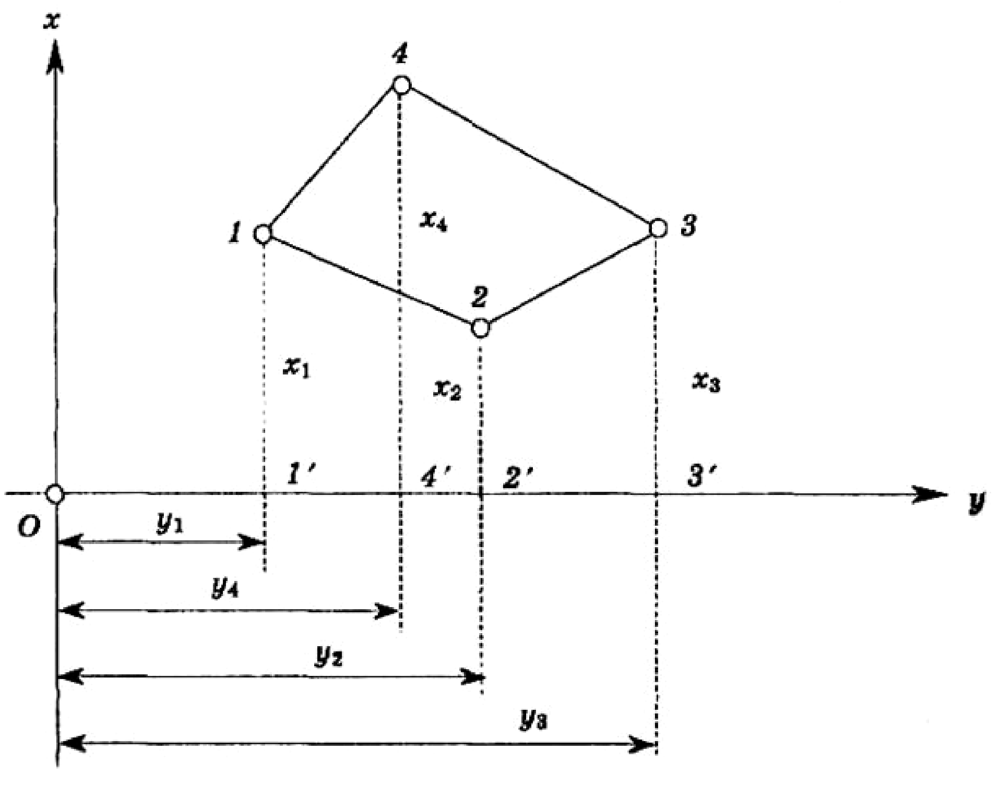 x
4
x₄
1
3
2
x₁
x₂
x₃
1′
4′
2′
3′
y
O
y₁
y₄
y₂
y₃